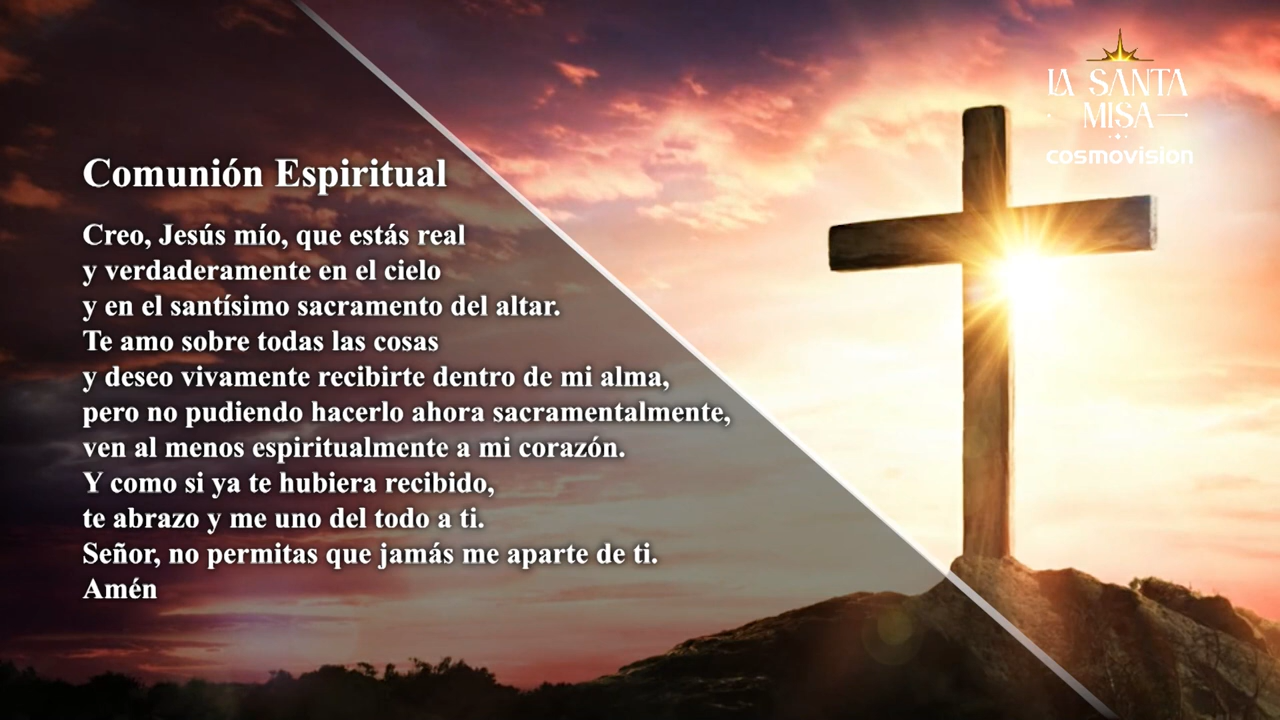 LA SANTA
MISA
cosmovision
Comunión Espiritual
Creo, Jesús mío, que estás real
y verdaderamente en el cielo
y en el santísimo sacramento del altar.
Te amo sobre todas las cosas
y deseo vivamente recibirte dentro de mi alma,
pero no pudiendo hacerlo ahora sacramentalmente,
ven al menos espiritualmente a mi corazón.
Y como si ya te hubiera recibido,
te abrazo y me uno del todo a ti.
Señor, no permitas que jamás me aparte de ti.
Amén